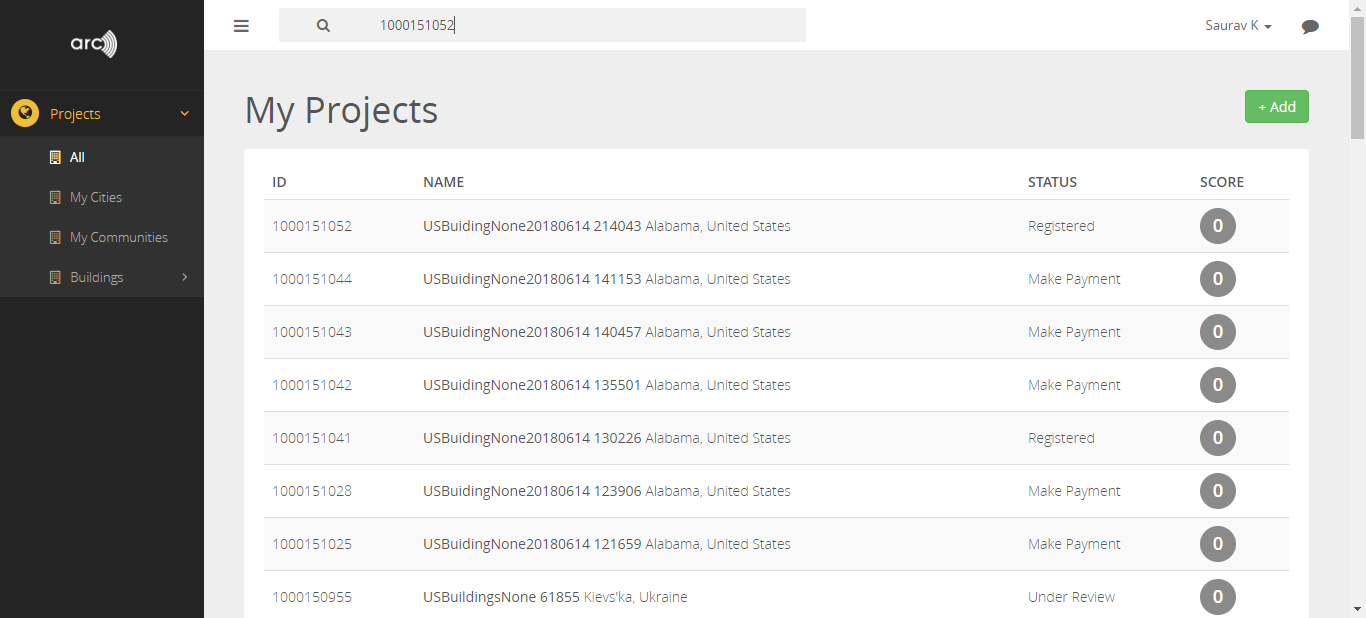 arc
1000151052
Saurav K
Projects
All
My Cities
My Communities
Buildings
My Projects
+ Add
ID NAME STATUS SCORE
1000151052 USBuidingNone20180614 214043 Alabama, United States Registered 0
1000151044 USBuidingNone20180614 141153 Alabama, United States Make Payment 0
1000151043 USBuidingNone20180614 140457 Alabama, United States Make Payment 0
1000151042 USBuidingNone20180614 135501 Alabama, United States Make Payment 0
1000151041 USBuidingNone20180614 130226 Alabama, United States Registered 0
1000151028 USBuidingNone20180614 123906 Alabama, United States Make Payment 0
1000151025 USBuidingNone20180614 121659 Alabama, United States Make Payment 0
1000150955 USBuildingsNone 61855 Kievs'ka, Ukraine Under Review 0